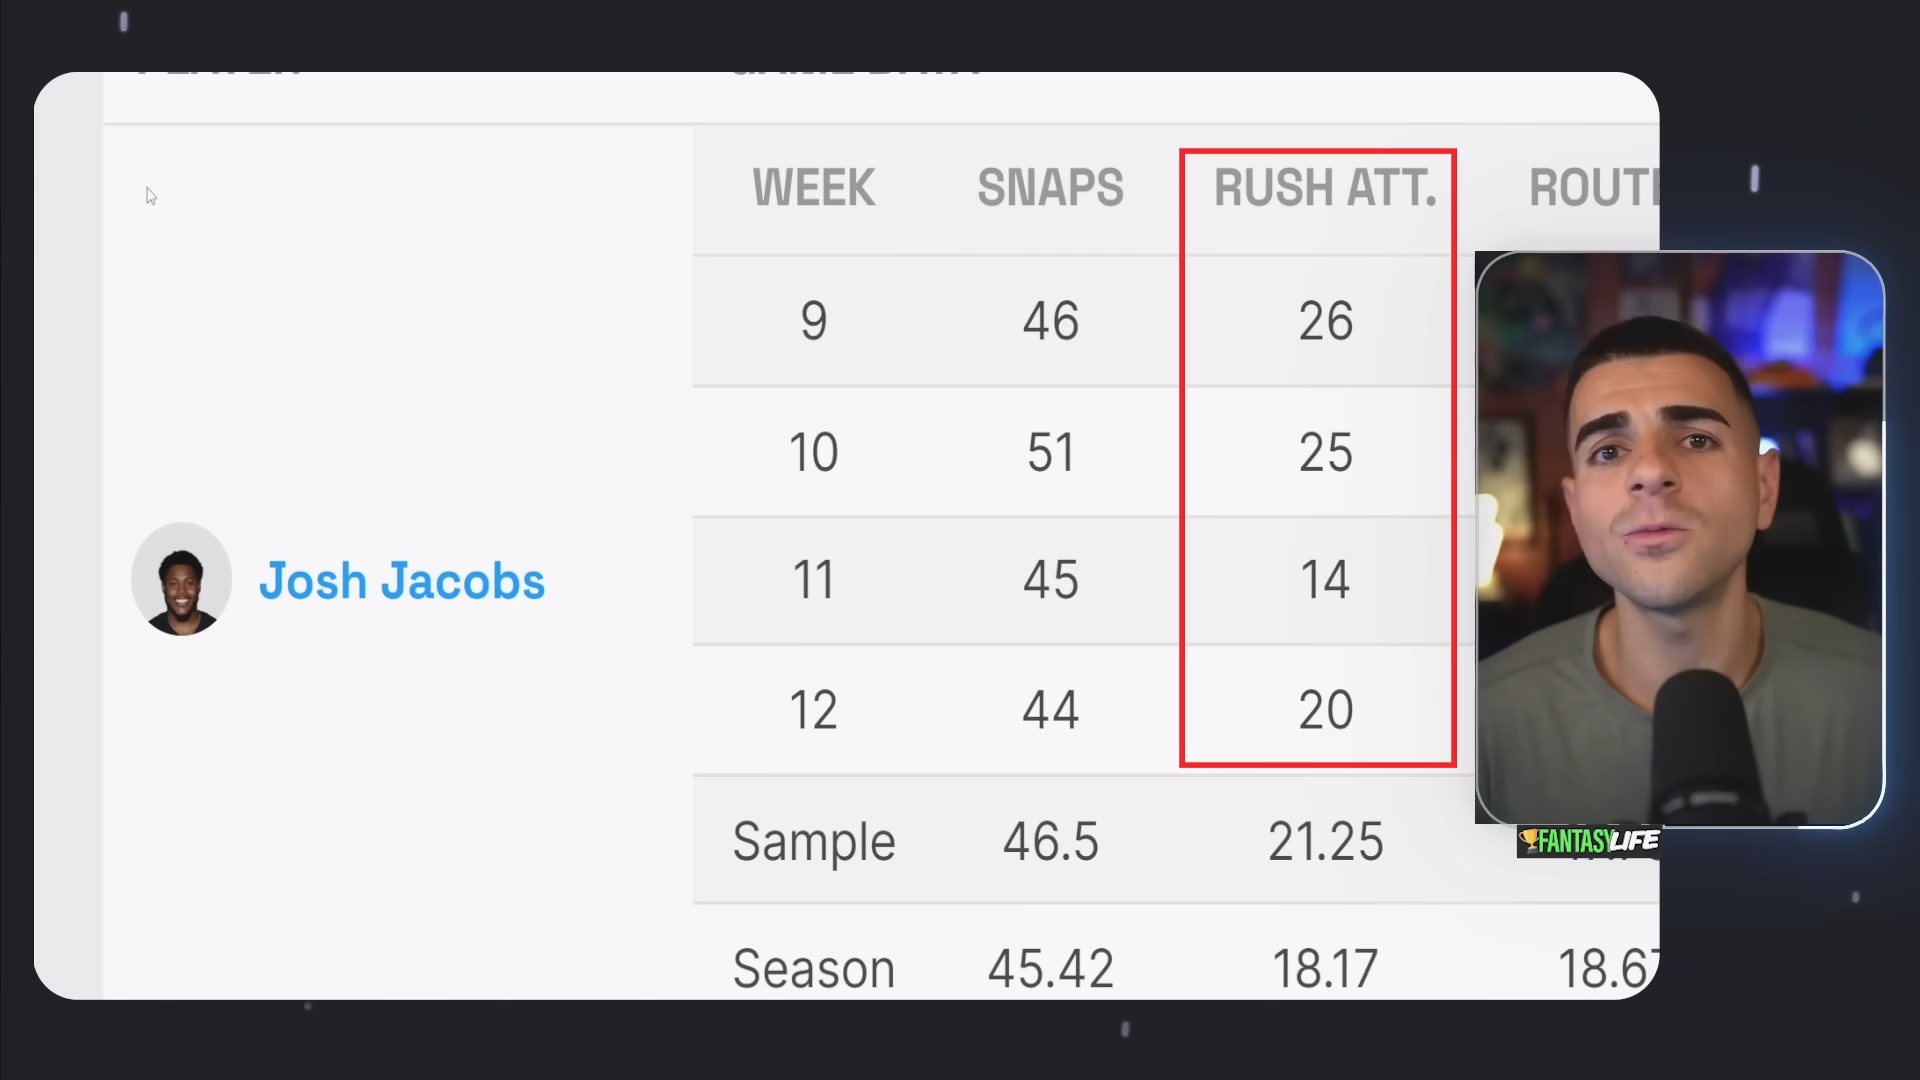 WEEK SNAPS RUSH ATT.
9 46 26
10 51 25
11 45 14
Josh Jacobs
12 44 20
Sample 46.5 21.25
FANTASYLIFE
Season 45.42 18.17